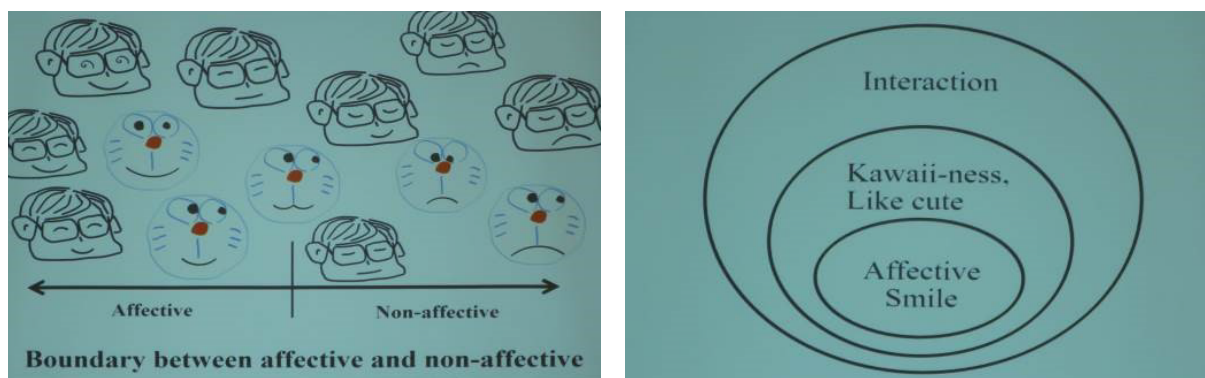 Affective
Non-affective
Boundary between affective and non-affective
Interaction
Kawaii-ness,
Like cute
Affective
Smile